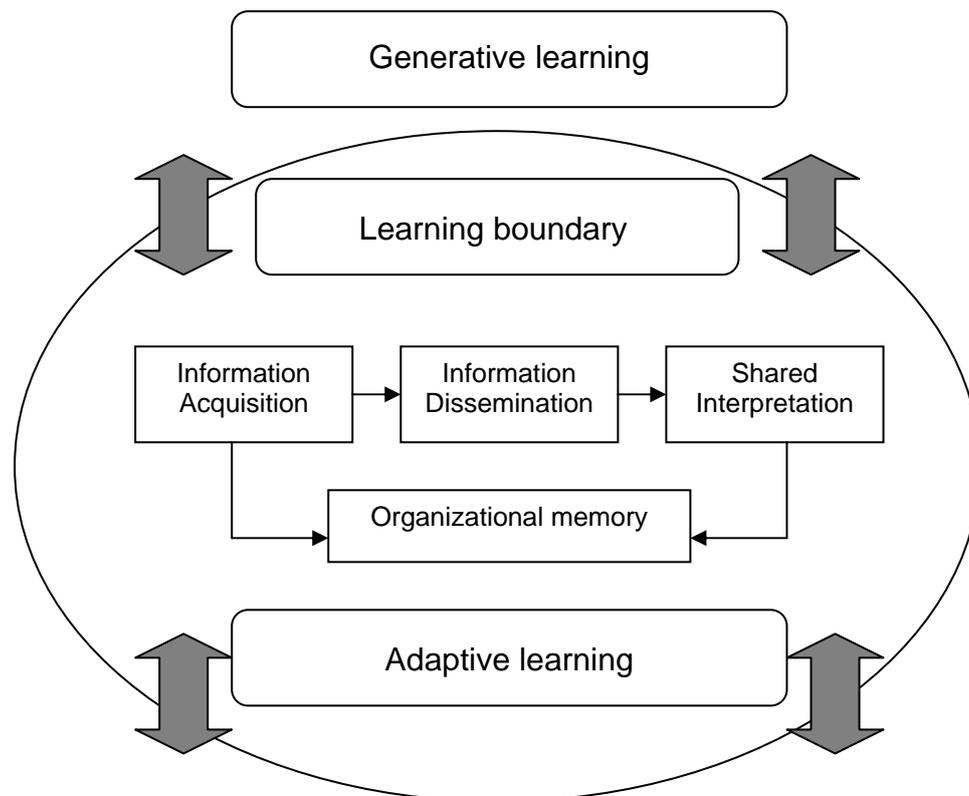 Generative learning
Learning boundary
Information
Acquisition
Information
Dissemination
Shared
Interpretation
Organizational memory
Adaptive learning